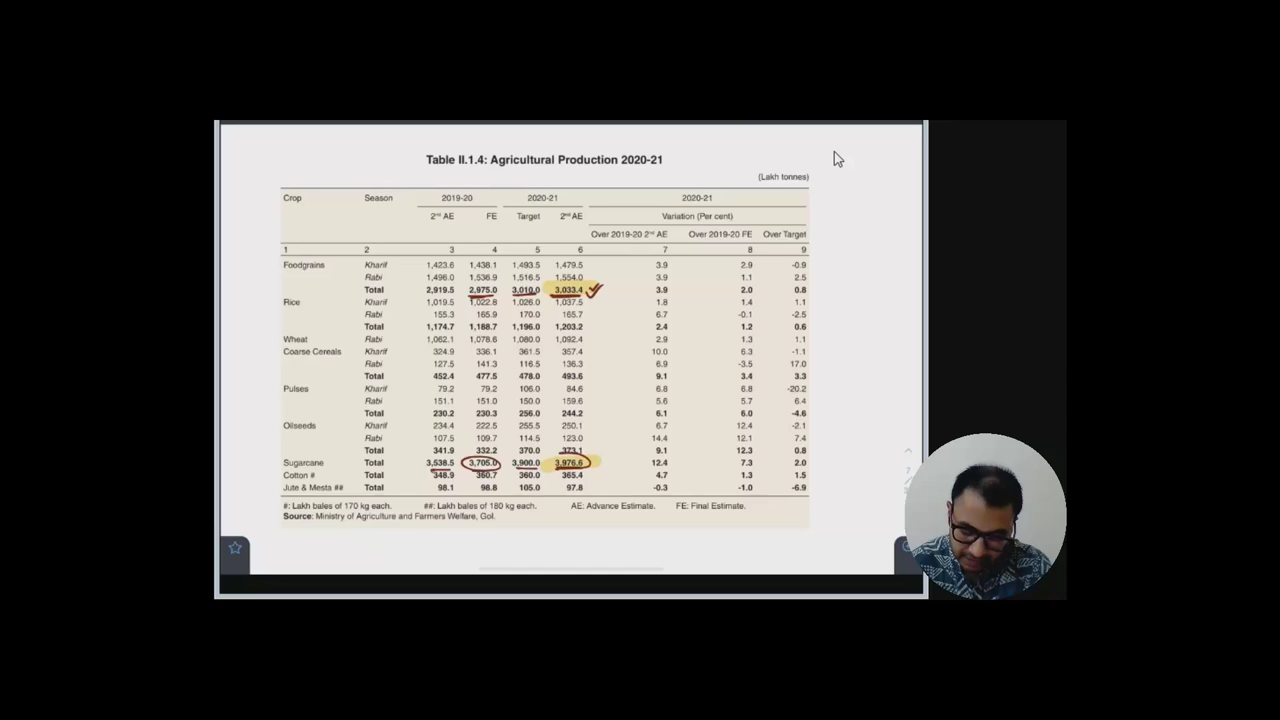 Table II.1.4: Agricultural Production 2020-21
(Lakh tonnes)
Crop Season 2019-20 2020-21 2020-21
2nd AE FE Target 2nd AE Variation (Per cent)
Over 2019-20 2nd AE Over 2019-20 FE Over Target
1 2 3 4 5 6 7 8 9
Foodgrains Kharif 1,423.6 1,438.1 1,493.5 1,479.5 3.9 2.9 -0.9
Rabi 1,496.0 1,536.9 1,516.5 1,554.0 3.9 1.1 2.5
Total 2,919.5 2,975.0 3,010.0 3,033.4 3.9 2.0 0.8
Rice Kharif 1,019.5 1,022.8 1,026.0 1,037.5 1.8 1.4 1.1
Rabi 155.3 165.9 170.0 165.7 6.7 -0.1 -2.5
Total 1,174.7 1,188.7 1,196.0 1,203.2 2.4 1.2 0.6
Wheat Rabi 1,062.1 1,078.6 1,080.0 1,092.4 2.9 1.3 1.1
Coarse Cereals Kharif 324.9 336.1 361.5 357.4 10.0 6.3 -1.1
Rabi 127.5 141.3 116.5 136.3 6.9 -3.5 17.0
Total 452.4 477.5 478.0 493.6 9.1 3.4 3.3
Pulses Kharif 79.2 79.2 106.0 84.6 6.8 6.8 -20.2
Rabi 151.1 151.0 150.0 159.6 5.6 5.7 6.4
Total 230.2 230.3 256.0 244.2 6.1 6.0 -4.6
Oilseeds Kharif 234.4 222.5 255.5 250.1 6.7 12.4 -2.1
Rabi 107.5 109.7 114.5 123.0 14.4 12.1 7.4
Total 341.9 332.2 370.0 373.1 9.1 12.3 0.8
Sugarcane Total 3,538.5 3,705.0 3,900.0 3,976.6 12.4 7.3 2.0
Cotton # Total 348.9 360.7 360.0 365.4 4.7 1.3 1.5
Jute & Mesta ## Total 98.1 98.8 105.0 97.8 -0.3 -1.0 -6.9
#: Lakh bales of 170 kg each. ##: Lakh bales of 180 kg each. AE: Advance Estimate. FE: Final Estimate.
Source: Ministry of Agriculture and Farmers Welfare, GoI.